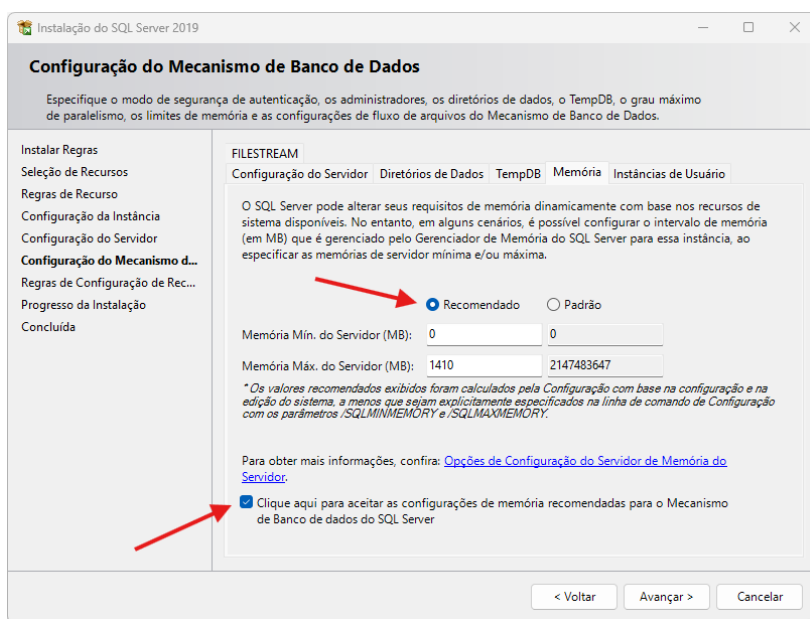 Instalação do SQL Server 2019
Configuração do Mecanismo de Banco de Dados
Especifique o modo de segurança de autenticação, os administradores, os diretórios de dados, o TempDB, o grau máximo
de paralelismo, os limites de memória e as configurações de fluxo de arquivos do Mecanismo de Banco de Dados.
Instalar Regras
Seleção de Recursos
Regras de Recurso
Configuração da Instância
Configuração do Servidor
Configuração do Mecanismo d...
Regras de Configuração de Rec...
Progresso da Instalação
Concluída
FILESTREAM
Configuração do Servidor Diretórios de Dados TempDB Memória Instâncias de Usuário
O SQL Server pode alterar seus requisitos de memória dinamicamente com base nos recursos de
sistema disponíveis. No entanto, em alguns cenários, é possível configurar o intervalo de memória
(em MB) que é gerenciado pelo Gerenciador de Memória do SQL Server para essa instância, ao
especificar as memórias de servidor mínima e/ou máxima.
Recomendado Padrão
Memória Mín. do Servidor (MB): 0 0
Memória Máx. do Servidor (MB): 1410 2147483647
* Os valores recomendados exibidos foram calculados pela Configuração com base na configuração e na
edição do sistema, a menos que sejam explicitamente especificados na linha de comando de Configuração
com os parâmetros /SQLMINMEMORY e /SQLMAXMEMORY.
Para obter mais informações, confira: Opções de Configuração do Servidor de Memória do
Servidor.
Clique aqui para aceitar as configurações de memória recomendadas para o Mecanismo
de Banco de dados do SQL Server
< Voltar Avançar > Cancelar